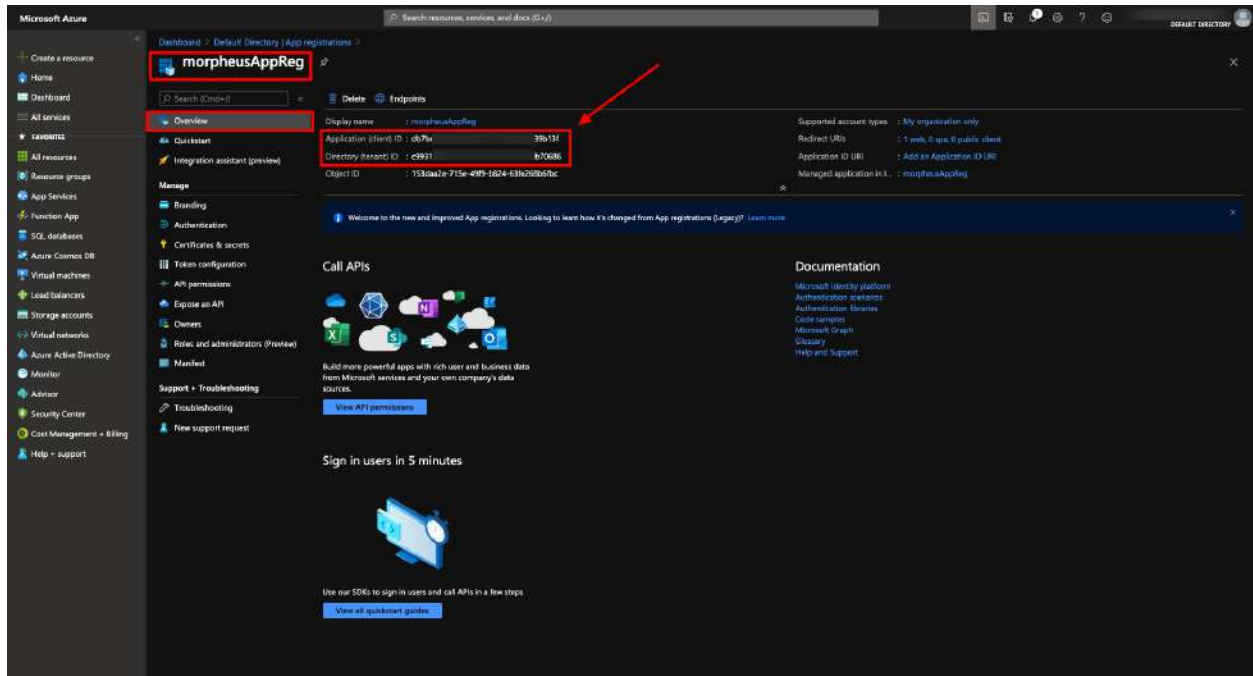 Microsoft Azure
Search resources, services, and docs (G+/)
DEFAULT DIRECTORY
Create a resource
Home
Dashboard
All services
FAVORITES
All resources
Resource groups
App Services
Function App
SQL databases
Azure Cosmos DB
Virtual machines
Load balancers
Storage accounts
Virtual networks
Azure Active Directory
Monitor
Advisor
Security Center
Cost Management + Billing
Help + support
Dashboard > Default Directory | App registrations >
morpheusAppReg
Search (Cmd+/)
Overview
Quickstart
Integration assistant (preview)
Manage
Branding
Authentication
Certificates & secrets
Token configuration
API permissions
Expose an API
Owners
Roles and administrators (Preview)
Manifest
Support + Troubleshooting
Troubleshooting
New support request
Delete Endpoints
Display name : morpheusAppReg
Application (client) ID : 39b13f
Directory (tenant) ID : c9931 b70686
Object ID :
Supported account types : My organization only
Redirect URIs : 1 web, 0 spa, 0 public client
Application ID URI : Add an Application ID URI
Managed application in l... : morpheusAppReg
Welcome to the new and improved App registrations. Looking to learn how it's changed from App registrations (Legacy)? Learn more
Call APIs
N
X
S
Build more powerful apps with rich user and business data
from Microsoft services and your own company's data
sources.
View API permissions
Sign in users in 5 minutes
Use our SDKs to sign in users and call APIs in a few steps
View all quickstart guides
Documentation
Microsoft identity platform
Authentication scenarios
Authentication libraries
Code samples
Microsoft Graph
Glossary
Help and Support